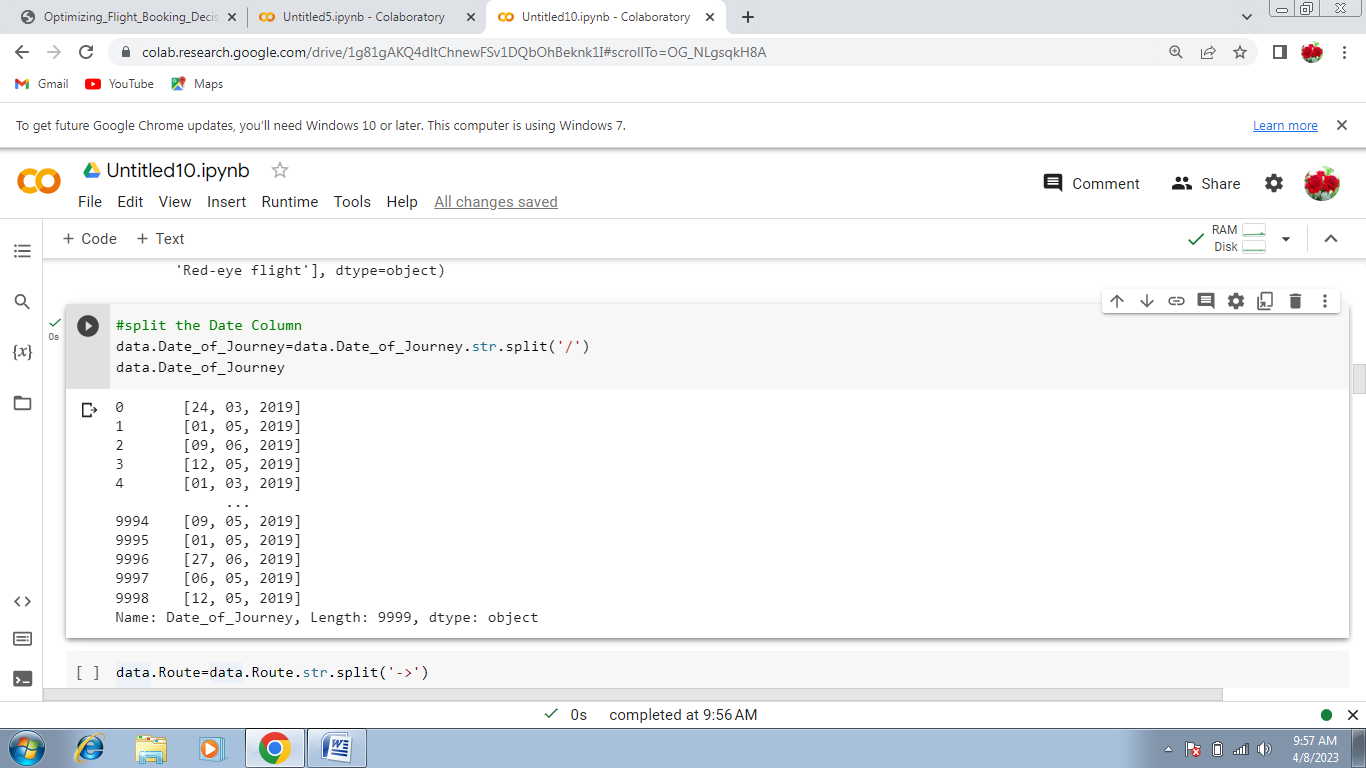 Optimizing_Flight_Booking_Decis
Untitled5.ipynb - Colaboratory
Untitled10.ipynb - Colaboratory
colab.research.google.com/drive/1g81gAKQ4dltChnewFSv1DQbOhBeknk1I#scrollTo=OG_NLgsqkH8A
Gmail
YouTube
Maps
To get future Google Chrome updates, you'll need Windows 10 or later. This computer is using Windows 7.
Learn more
Untitled10.ipynb
Comment
Share
File Edit View Insert Runtime Tools Help All changes saved
+ Code + Text
RAM
Disk
'Red-eye flight'], dtype=object)
0s
#split the Date Column
data.Date_of_Journey=data.Date_of_Journey.str.split('/')
data.Date_of_Journey
0 [24, 03, 2019]
1 [01, 05, 2019]
2 [09, 06, 2019]
3 [12, 05, 2019]
4 [01, 03, 2019]
...
9994 [09, 05, 2019]
9995 [01, 05, 2019]
9996 [27, 06, 2019]
9997 [06, 05, 2019]
9998 [12, 05, 2019]
Name: Date_of_Journey, Length: 9999, dtype: object
[ ] data.Route=data.Route.str.split('->')
0s completed at 9:56 AM
9:57 AM
4/8/2023